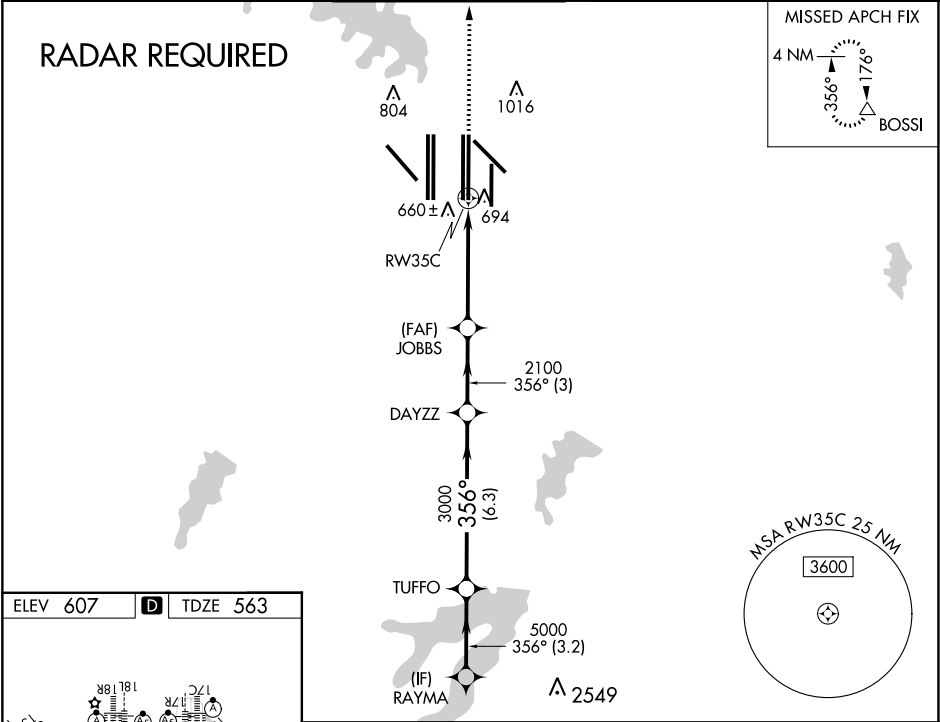 RADAR REQUIRED
MISSED APCH FIX
4 NM
356°
176°
BOSSI
804
1016
660 ±
694
RW35C
(FAF)
JOBBS
2100
356° (3)
DAYZZ
3000
356°
(6.3)
MSA RW35C 25 NM
3600
TUFFO
5000
356° (3.2)
(IF)
RAYMA
2549
ELEV 607
D
TDZE 563
18R
18L
17R
17C
A